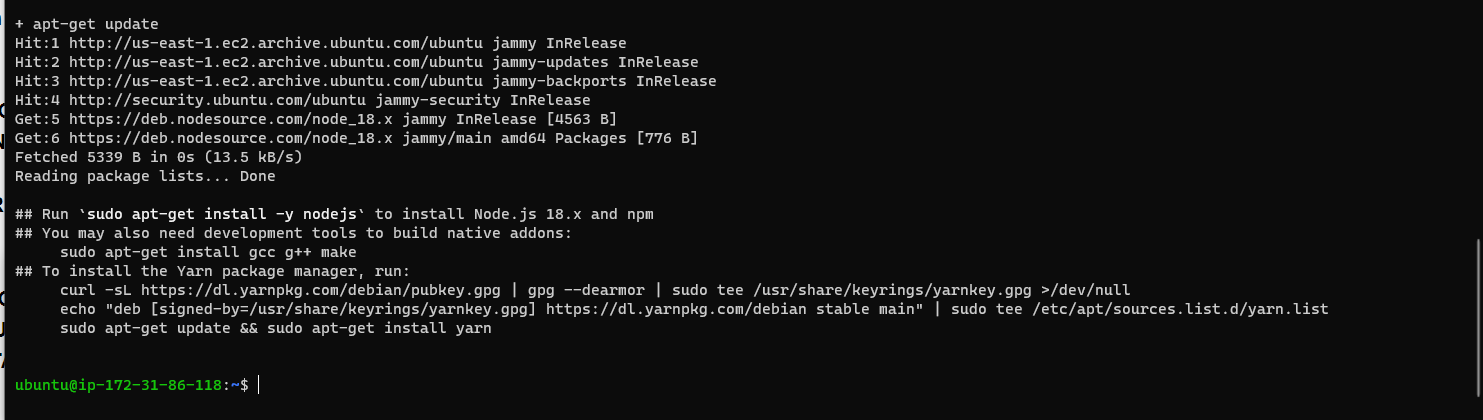 + apt-get update
Hit:1 http://us-east-1.ec2.archive.ubuntu.com/ubuntu jammy InRelease
Hit:2 http://us-east-1.ec2.archive.ubuntu.com/ubuntu jammy-updates InRelease
Hit:3 http://us-east-1.ec2.archive.ubuntu.com/ubuntu jammy-backports InRelease
Hit:4 http://security.ubuntu.com/ubuntu jammy-security InRelease
Get:5 https://deb.nodesource.com/node_18.x jammy InRelease [4563 B]
Get:6 https://deb.nodesource.com/node_18.x jammy/main amd64 Packages [776 B]
Fetched 5339 B in 0s (13.5 kB/s)
Reading package lists... Done
## Run `sudo apt-get install -y nodejs` to install Node.js 18.x and npm
## You may also need development tools to build native addons:
     sudo apt-get install gcc g++ make
## To install the Yarn package manager, run:
     curl -sL https://dl.yarnpkg.com/debian/pubkey.gpg | gpg --dearmor | sudo tee /usr/share/keyrings/yarnkey.gpg >/dev/null
     echo "deb [signed-by=/usr/share/keyrings/yarnkey.gpg] https://dl.yarnpkg.com/debian stable main" | sudo tee /etc/apt/sources.list.d/yarn.list
     sudo apt-get update && sudo apt-get install yarn
ubuntu@ip-172-31-86-118:~$